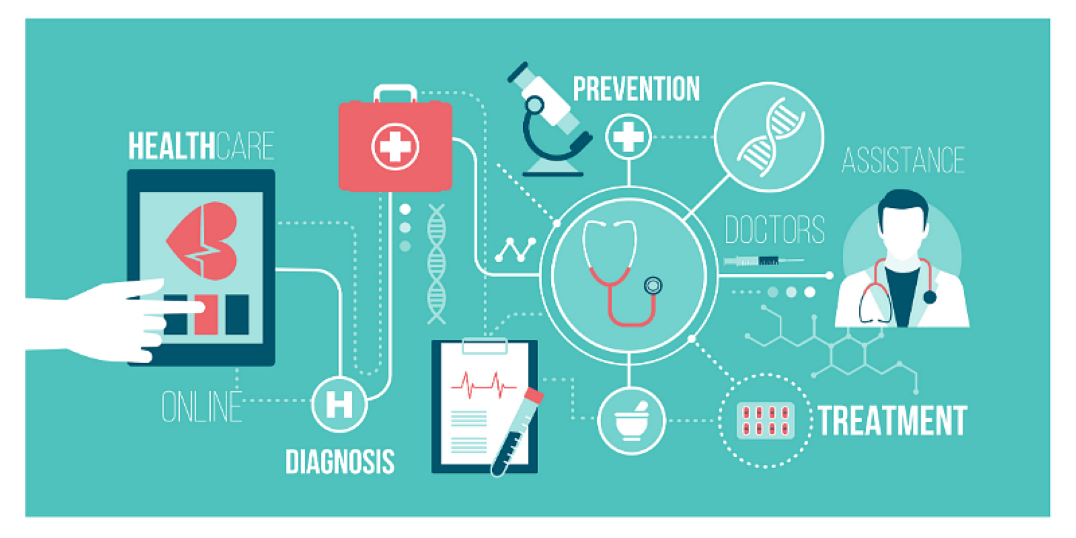 PREVENTION
HEALTHCARE
ASSISTANCE
DOCTORS
ONLINE
H
TREATMENT
DIAGNOSIS